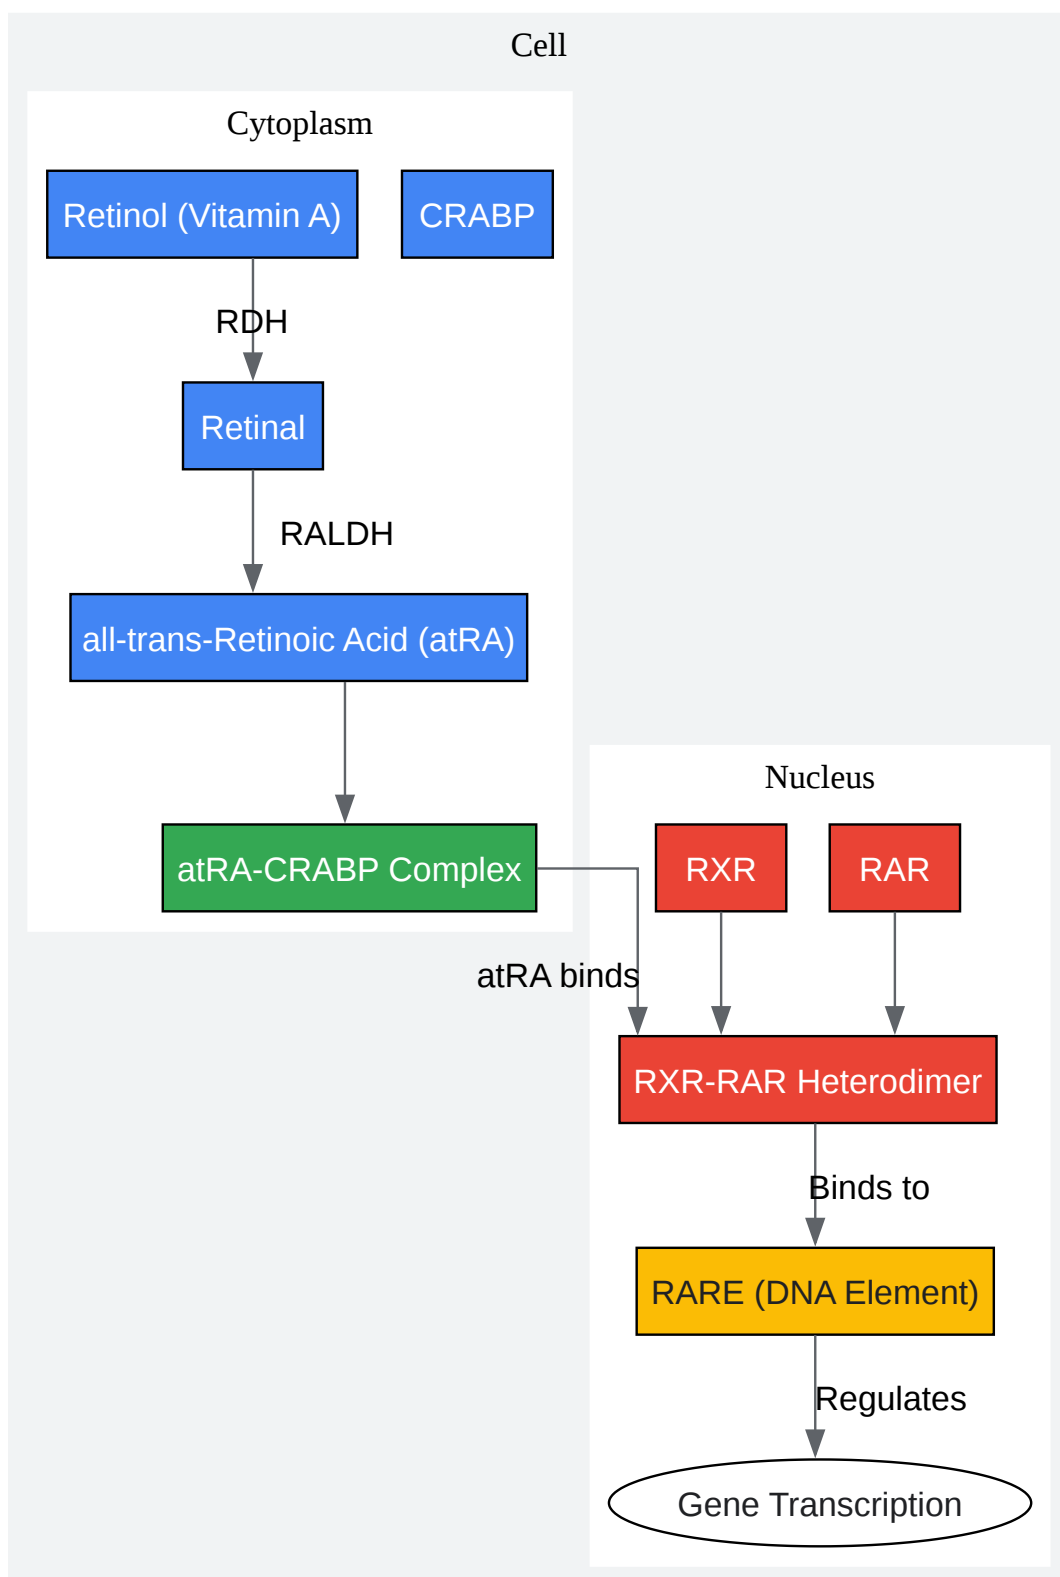 Cell
Cytoplasm
Retinol (Vitamin A)
CRABP
RDH
Retinal
RALDH
all-trans-Retinoic Acid (atRA)
atRA-CRABP Complex
Nucleus
RXR
RAR
atRA binds
RXR-RAR Heterodimer
Binds to
RARE (DNA Element)
Regulates
Gene Transcription